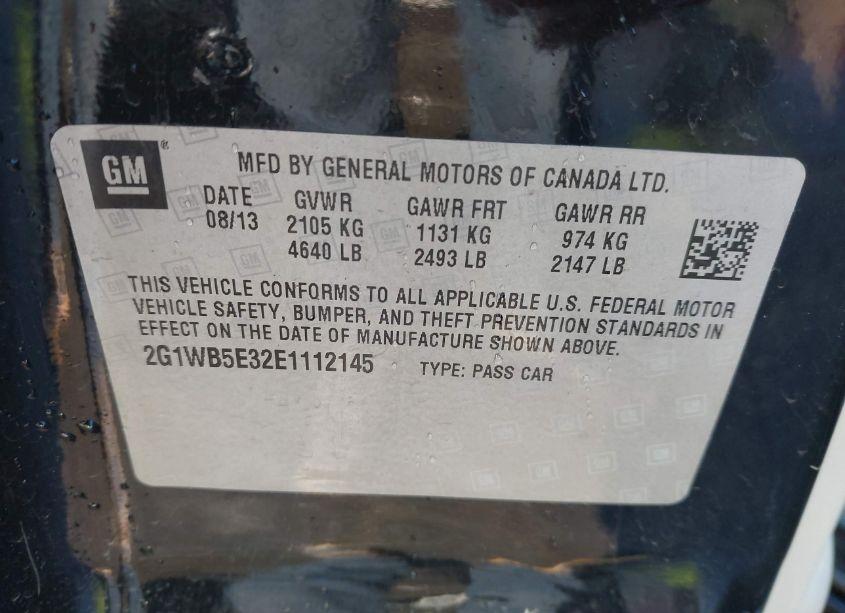 GM ®
MFD BY GENERAL MOTORS OF CANADA LTD.
DATE GVWR GAWR FRT GAWR RR
08/13 2105 KG 1131 KG 974 KG
4640 LB 2493 LB 2147 LB
THIS VEHICLE CONFORMS TO ALL APPLICABLE U.S. FEDERAL MOTOR
VEHICLE SAFETY, BUMPER, AND THEFT PREVENTION STANDARDS IN
EFFECT ON THE DATE OF MANUFACTURE SHOWN ABOVE.
2G1WB5E32E1112145 TYPE: PASS CAR